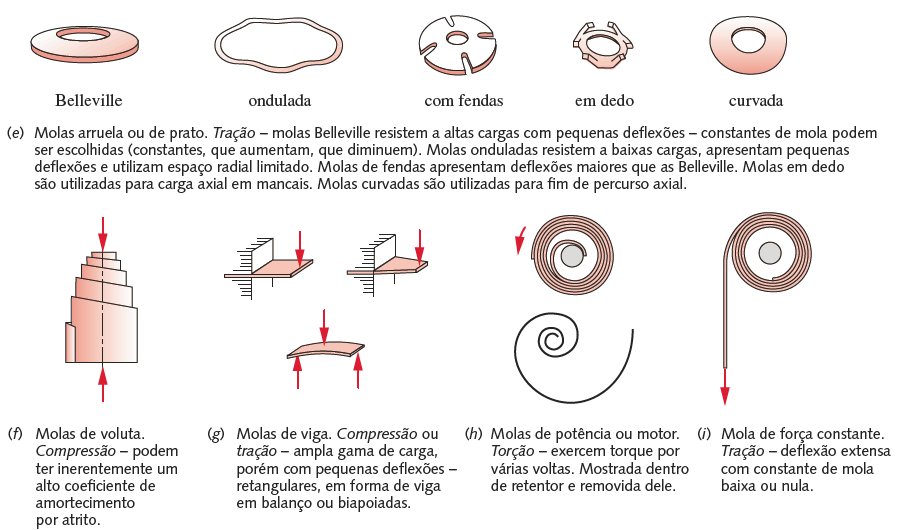 Belleville
ondulada
com fendas
em dedo
curvada
(e) Molas arruela ou de prato. Tração – molas Belleville resistem a altas cargas com pequenas deflexões – constantes de mola podem
ser escolhidas (constantes, que aumentam, que diminuem). Molas onduladas resistem a baixas cargas, apresentam pequenas
deflexões e utilizam espaço radial limitado. Molas de fendas apresentam deflexões maiores que as Belleville. Molas em dedo
são utilizadas para carga axial em mancais. Molas curvadas são utilizadas para fim de percurso axial.
(f) Molas de voluta.
Compressão – podem
ter inerentemente um
alto coeficiente de
amortecimento
por atrito.
(g) Molas de viga. Compressão ou
tração – ampla gama de carga,
porém com pequenas deflexões –
retangulares, em forma de viga
em balanço ou biapoiadas.
(h) Molas de potência ou motor.
Torção – exercem torque por
várias voltas. Mostrada dentro
de retentor e removida dele.
(i) Mola de força constante.
Tração – deflexão extensa
com constante de mola
baixa ou nula.